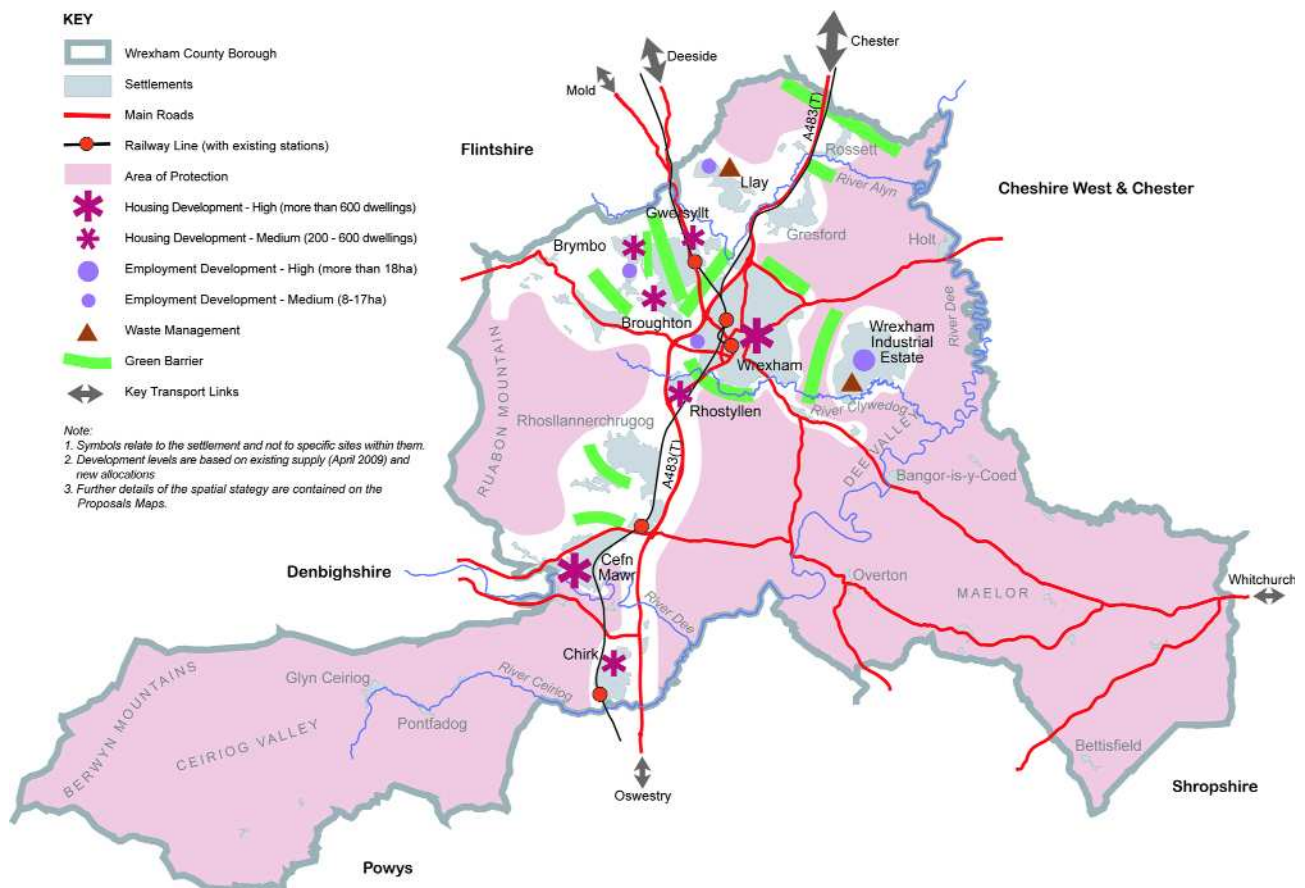 KEY
Wrexham County Borough
Settlements
Main Roads
Railway Line (with existing stations)
Area of Protection
Housing Development - High (more than 600 dwellings)
Housing Development - Medium (200 - 600 dwellings)
Employment Development - High (more than 18ha)
Employment Development - Medium (8-17ha)
Waste Management
Green Barrier
Key Transport Links
Note:
1. Symbols relate to the settlement and not to specific sites within them.
2. Development levels are based on existing supply (April 2009) and
new allocations
3. Further details of the spatial stategy are contained on the
Proposals Maps.
Chester
Deeside
Mold
A483(T)
Flintshire
Rossett
Llay
River Alyn
Cheshire West & Chester
Gwersyllt
Gresford
Holt
Brymbo
River Dee
Broughton
Wrexham
Industrial
Estate
Wrexham
RUABON MOUNTAIN
Rhostyllen
River Clywedog
Rhosllannerchrugog
DEE VALLEY
A483(T)
Bangor-is-y-Coed
Denbighshire
Cefn
Mawr
Overton
Whitchurch
MAELOR
River Dee
Chirk
BERWYN MOUNTAINS
Glyn Ceiriog
River Ceiriog
CEIRIOG VALLEY
Pontfadog
Bettisfield
Shropshire
Oswestry
Powys